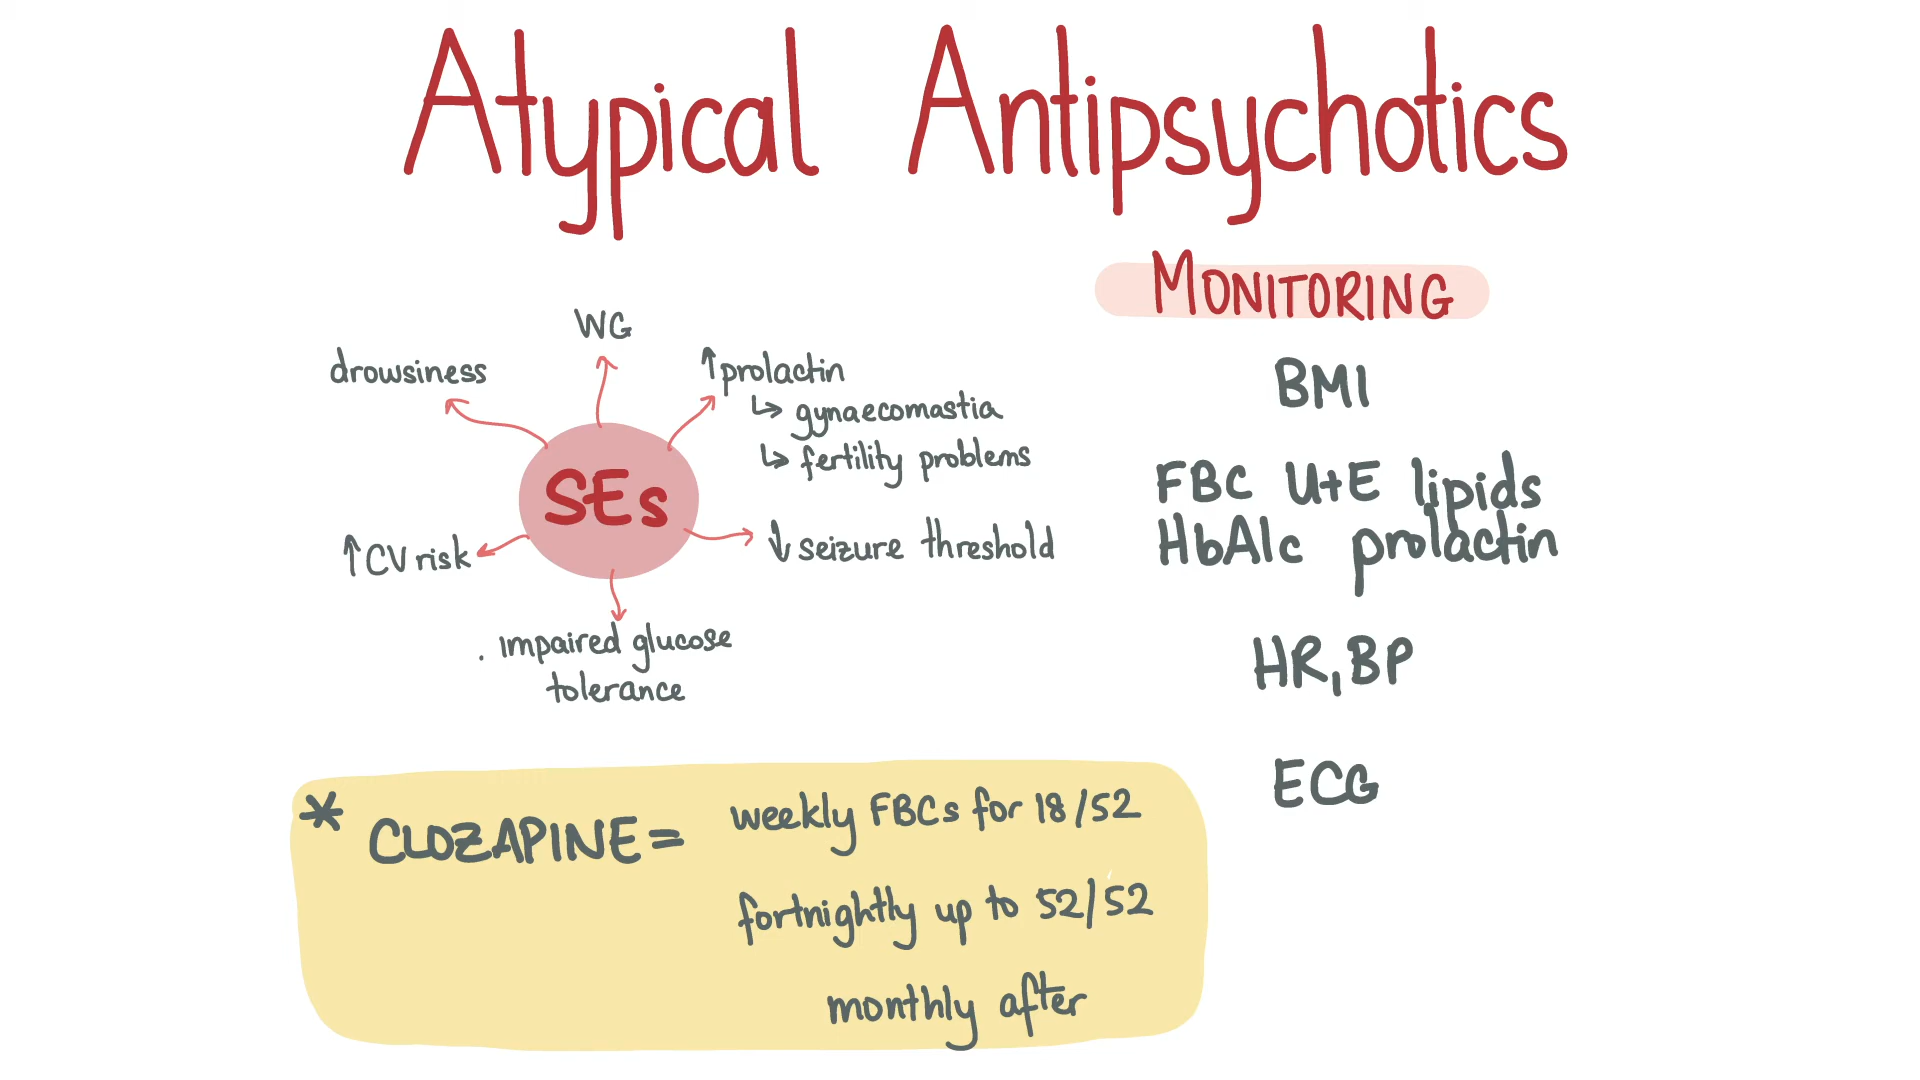 Atypical Antipsychotics
WG
drowsiness
↑prolactin
↳ gynaecomastia
↳ fertility problems
SEs
↑CV risk
↓ seizure threshold
. impaired glucose
tolerance
MONITORING
BMI
FBC U+E lipids
HbA1c prolactin
HR, BP
ECG
* CLOZAPINE = weekly FBCs for 18/52
fortnightly up to 52/52
monthly after